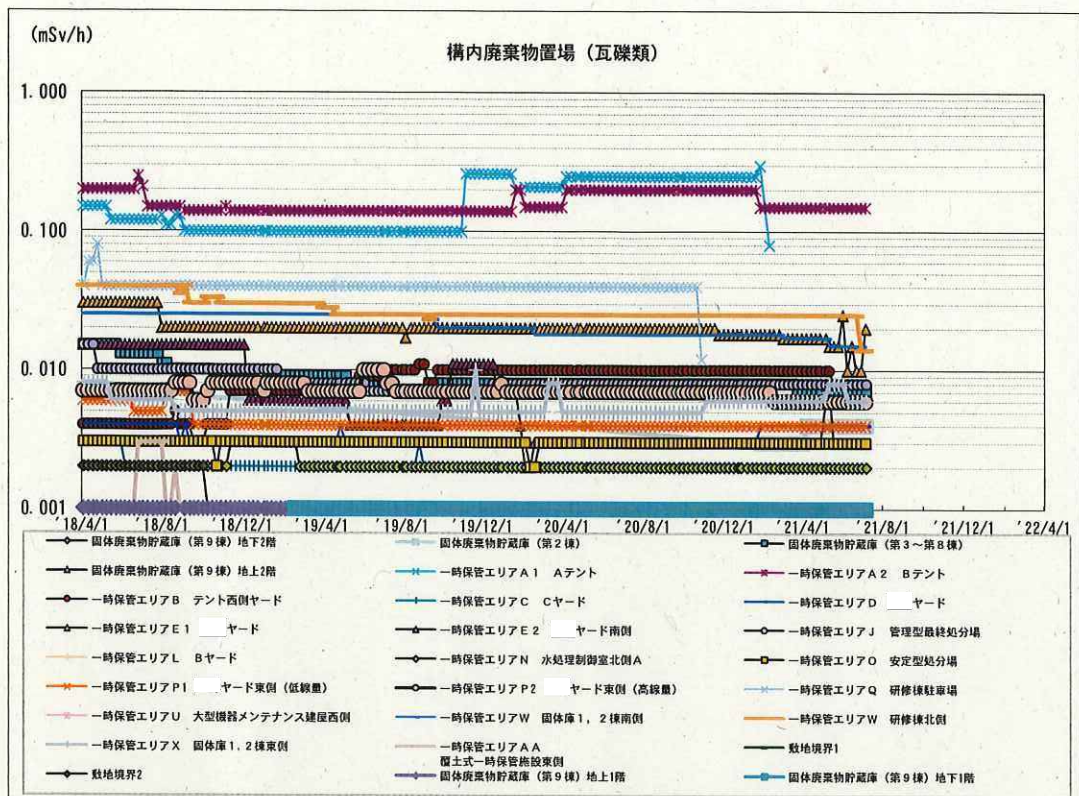 (mSv/h)
構内廃棄物置場（瓦礫類）
1.000
0.100
0.010
0.001
'18/4/1 '18/8/1 '18/12/1 '19/4/1 '19/8/1 '19/12/1 '20/4/1 '20/8/1 '20/12/1 '21/4/1 '21/8/1 '21/12/1 '22/4/1
固体廃棄物貯蔵庫（第9棟）地下2階 固体廃棄物貯蔵庫（第2棟） 固体廃棄物貯蔵庫（第3～第8棟）
固体廃棄物貯蔵庫（第9棟）地上2階 一時保管エリアA1 Aテント 一時保管エリアA2 Bテント
一時保管エリアB テント西側ヤード 一時保管エリアC Cヤード 一時保管エリアD ヤード
一時保管エリアE1 ヤード 一時保管エリアE2 ヤード南側 一時保管エリアJ 管理型最終処分場
一時保管エリアL Bヤード 一時保管エリアN 水処理制御室北側A 一時保管エリアO 安定型処分場
一時保管エリアP1 ヤード東側（低線量） 一時保管エリアP2 ヤード東側（高線量） 一時保管エリアQ 研修棟駐車場
一時保管エリアU 大型機器メンテナンス建屋西側 一時保管エリアW 固体庫1，2棟南側 一時保管エリアW 研修棟北側
一時保管エリアX 固体庫1，2棟東側 一時保管エリアAA 敷地境界1
覆土式一時保管施設東側
敷地境界2 固体廃棄物貯蔵庫（第9棟）地上1階 固体廃棄物貯蔵庫（第9棟）地下1階